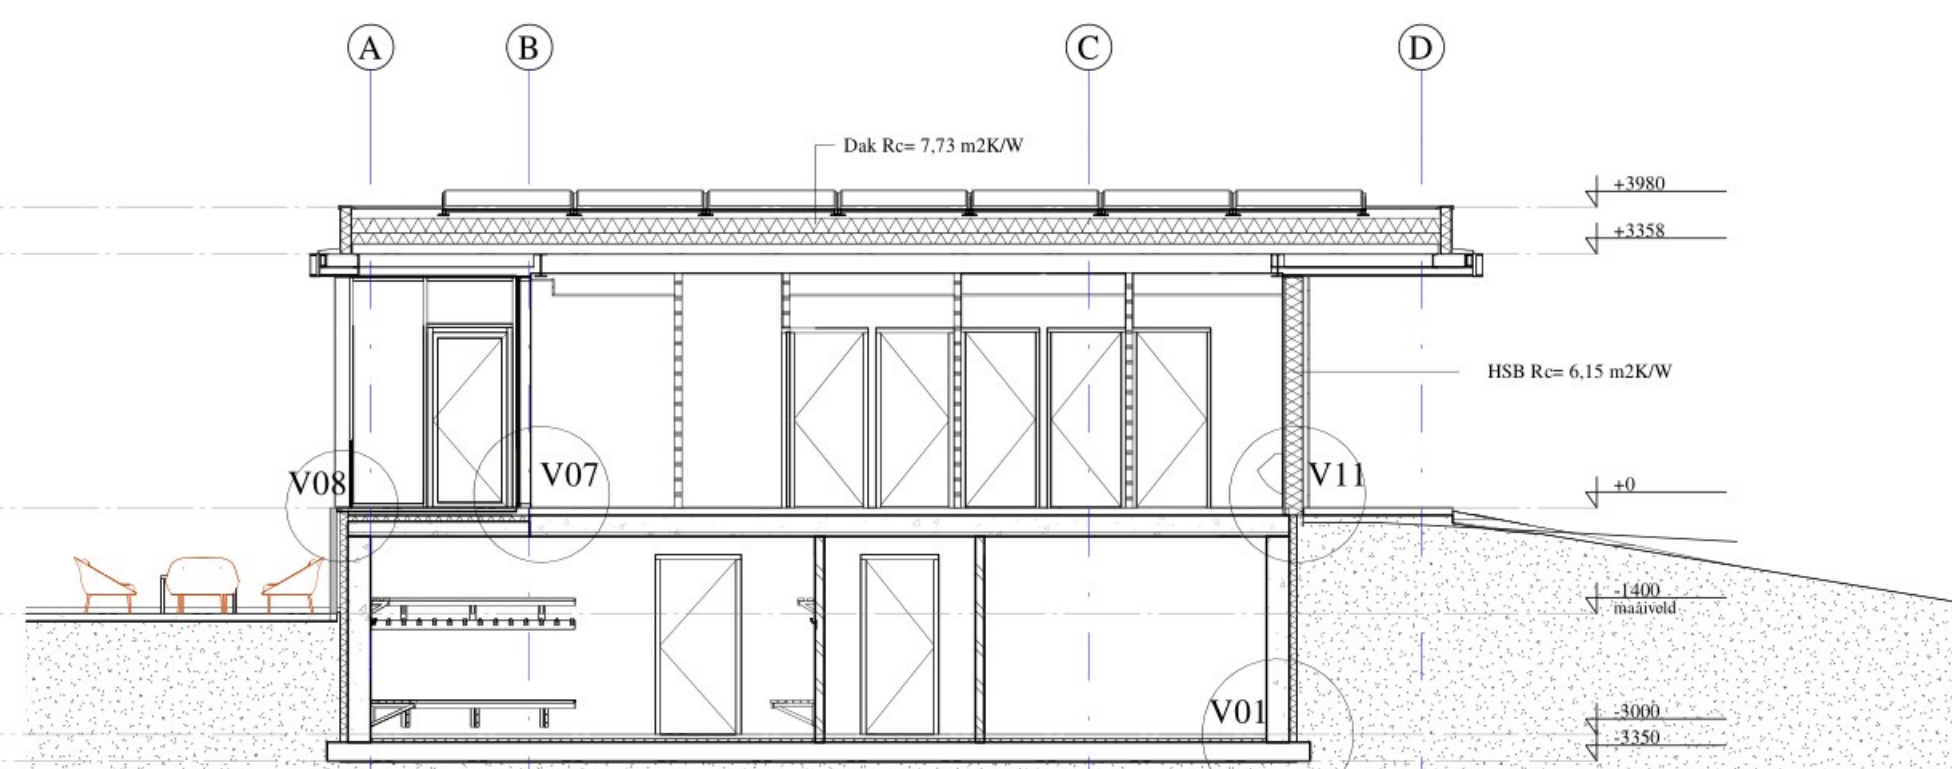 A
B
C
D
Dak Rc= 7,73 m2K/W
+3980
+3358
HSB Rc= 6,15 m2K/W
V08
V07
V11
+0
-1400
maaiveld
V01
-3000
-3350